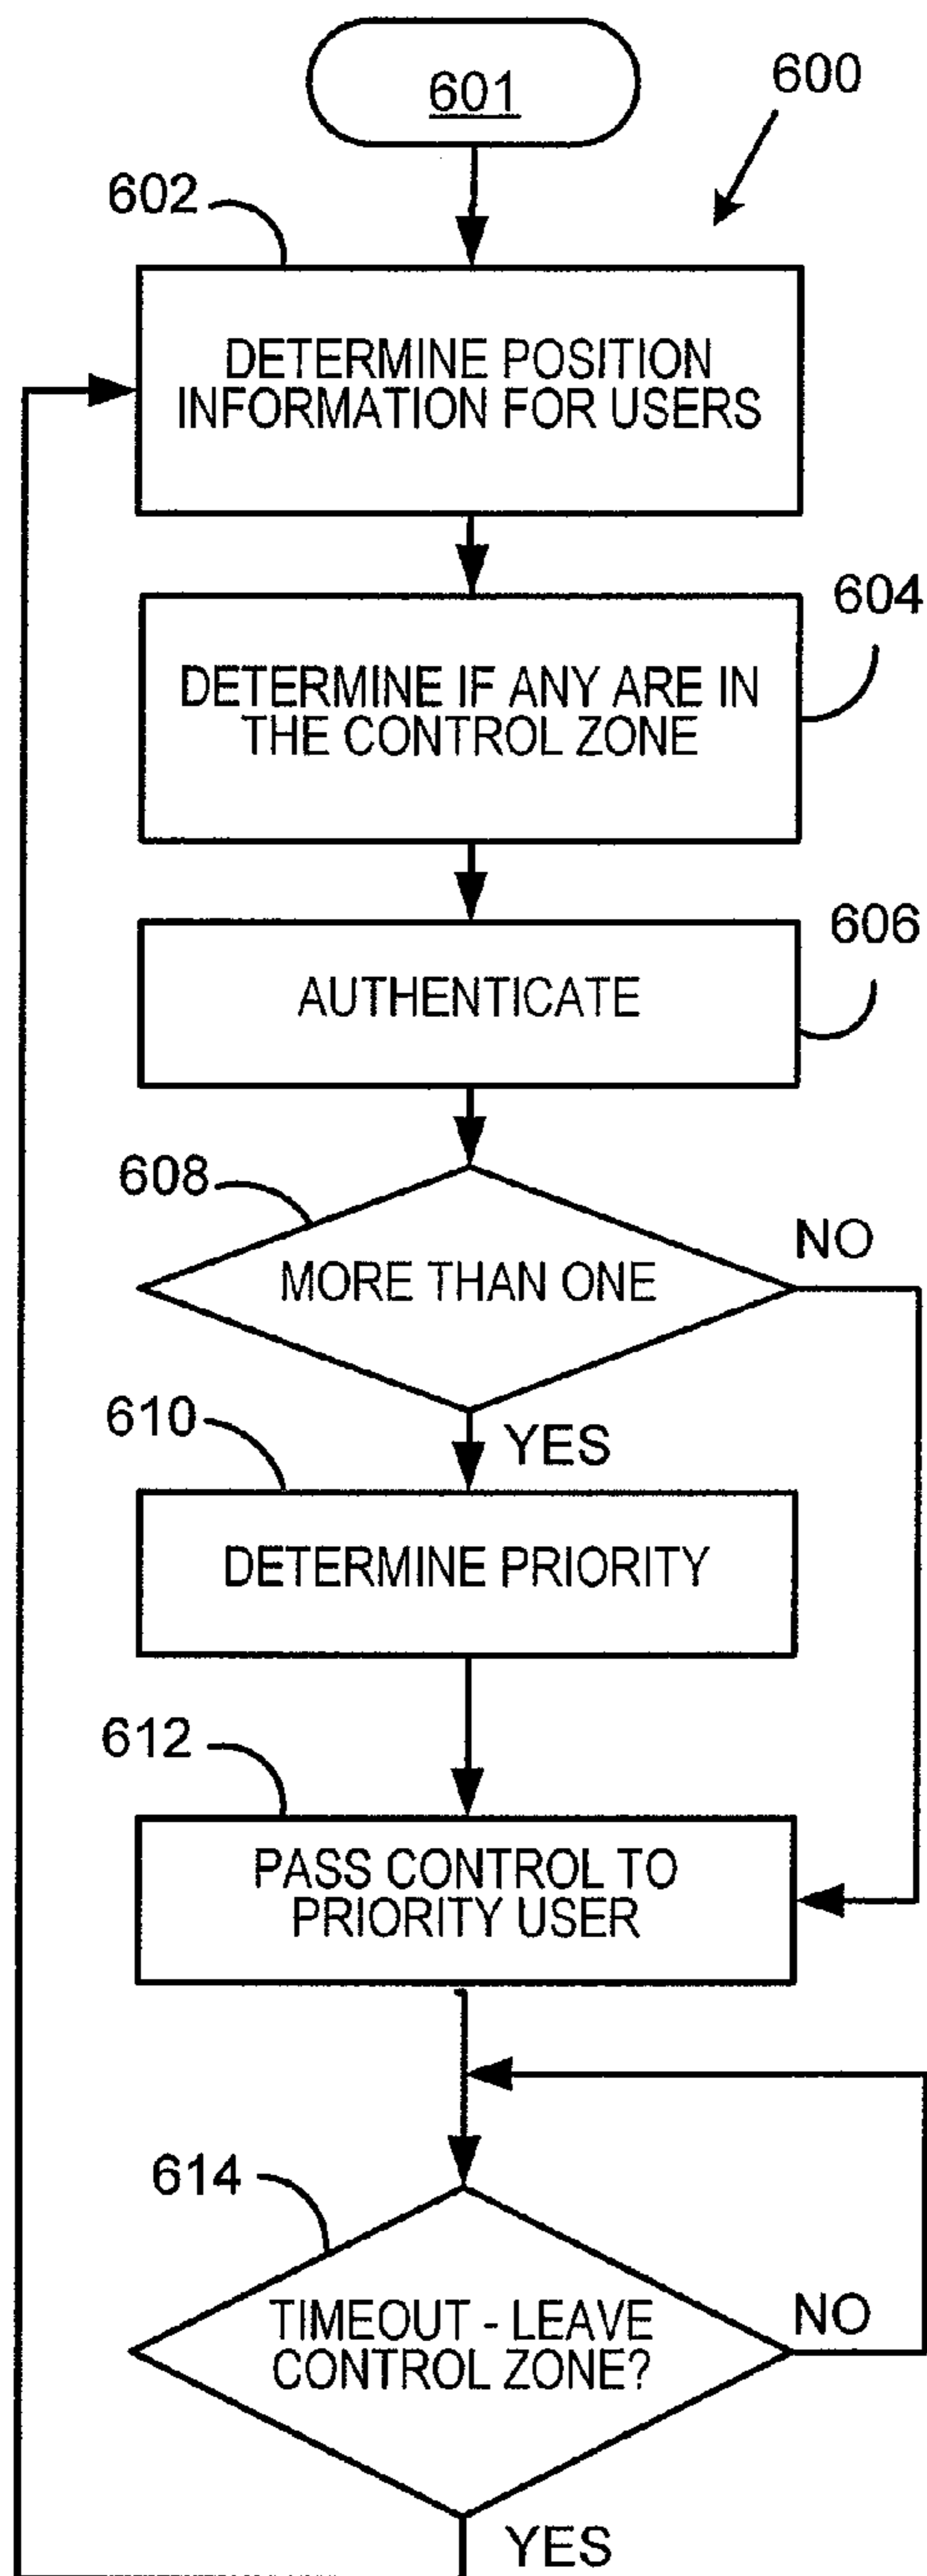 601
600
602
DETERMINE POSITION
INFORMATION FOR USERS
604
DETERMINE IF ANY ARE IN
THE CONTROL ZONE
606
AUTHENTICATE
608
NO
MORE THAN ONE
610
YES
DETERMINE PRIORITY
612
PASS CONTROL TO
PRIORITY USER
614
TIMEOUT - LEAVE
CONTROL ZONE?
NO
YES